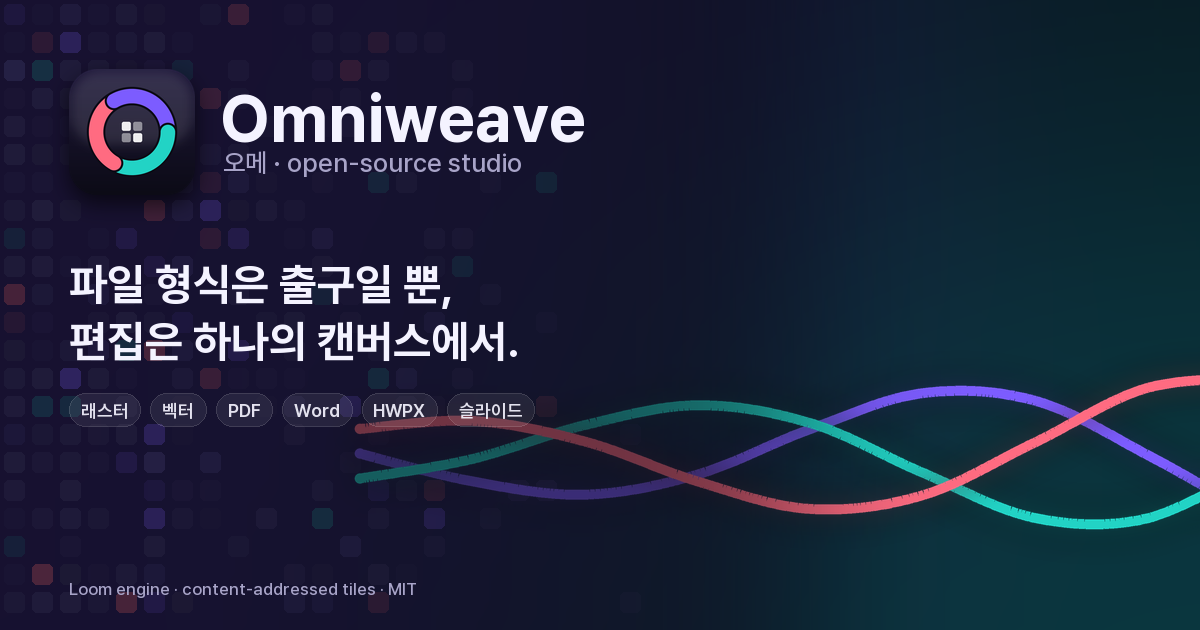 Omniweave
오메 · open-source studio
파일 형식은 출구일 뿐,
편집은 하나의 캔버스에서.
래스터 벡터 PDF Word HWPX 슬라이드
Loom engine · content-addressed tiles · MIT